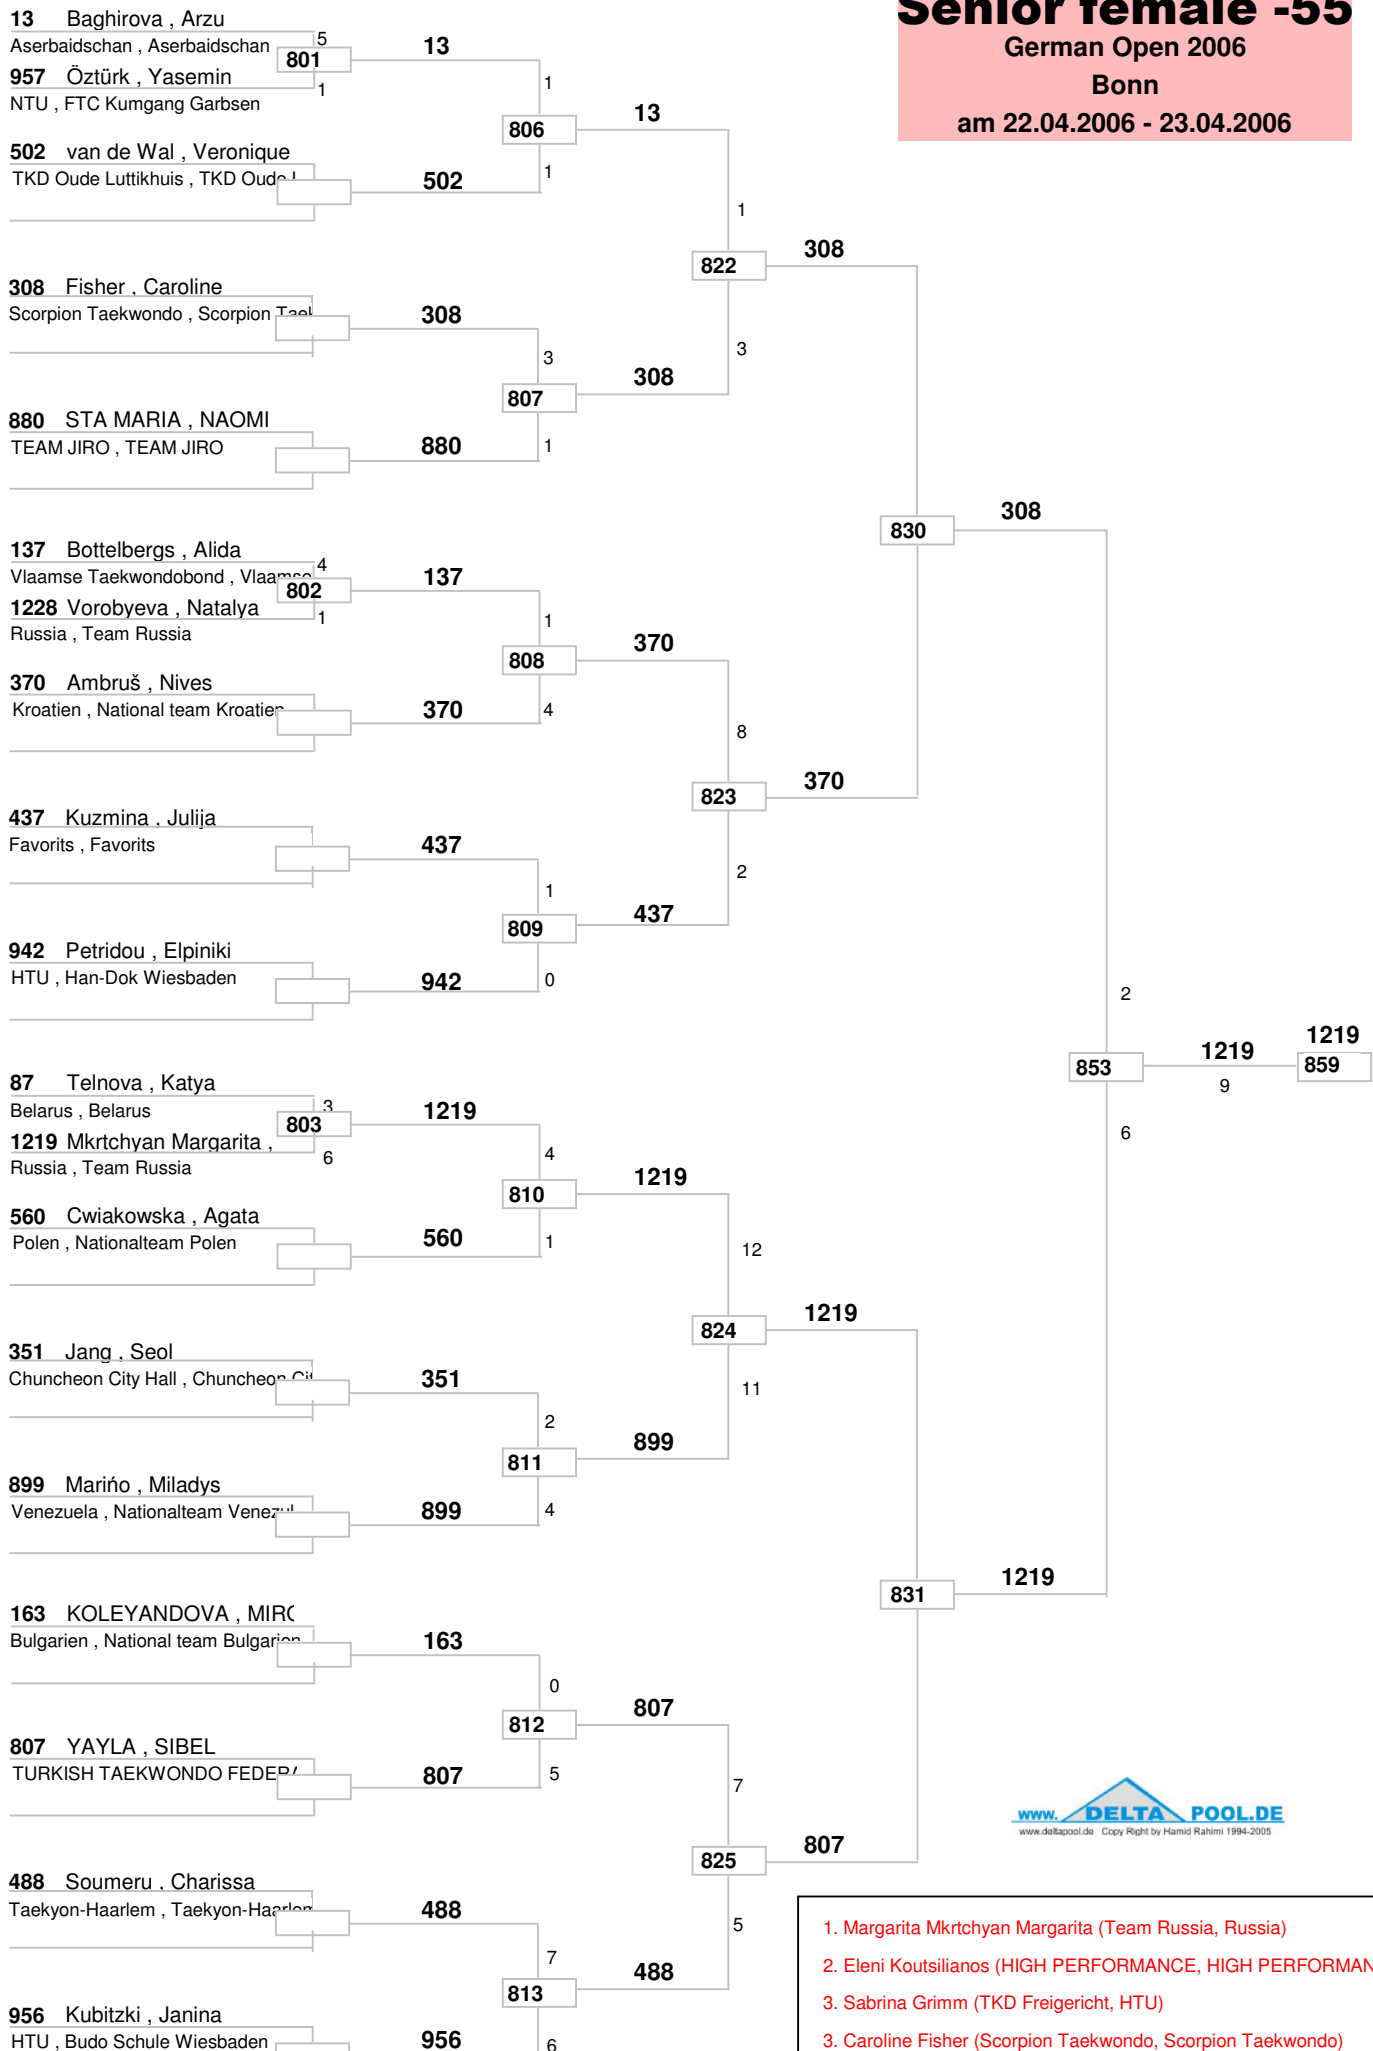 Senior female -55
German Open 2006
Bonn
am 22.04.2006 - 23.04.2006
13 Baghirova , Arzu
Aserbaidschan , Aserbaidschan
5
801
13
957 Öztürk , Yasemin
1
NTU , FTC Kumgang Garbsen
1
806
13
502 van de Wal , Veronique
TKD Oude Luttikhuis , TKD Oude
502
1
1
822
308
308 Fisher , Caroline
Scorpion Taekwondo , Scorpion Taek
308
3
3
807
308
880 STA MARIA , NAOMI
TEAM JIRO , TEAM JIRO
880
1
830
308
137 Bottelbergs , Alida
Vlaamse Taekwondobond , Vlaamse
4
802
137
1228 Vorobyeva , Natalya
1
Russia , Team Russia
1
808
370
370 Ambruš , Nives
Kroatien , National team Kroatien
370
4
8
823
370
437 Kuzmina , Julija
Favorits , Favorits
437
2
1
809
437
942 Petridou , Elpiniki
HTU , Han-Dok Wiesbaden
942
0
2
853
1219
9
1219
859
87 Telnova , Katya
Belarus , Belarus
3
803
1219
1219 Mkrtchyan Margarita ,
6
Russia , Team Russia
6
4
810
1219
560 Cwiakowska , Agata
Polen , Nationalteam Polen
560
1
12
824
1219
351 Jang , Seol
Chuncheon City Hall , Chuncheon Cit
351
11
2
811
899
899 Marińo , Miladys
Venezuela , Nationalteam Venezul
899
4
831
1219
163 KOLEYANDOVA , MIRO
Bulgarien , National team Bulgarien
163
0
812
807
807 YAYLA , SIBEL
TURKISH TAEKWONDO FEDERA
807
5
7
825
807
488 Soumeru , Charissa
Taekyon-Haarlem , Taekyon-Haarlem
488
5
7
813
488
956 Kubitzki , Janina
HTU , Budo Schule Wiesbaden
956
6
www. DELTA POOL.DE
www.deltapool.de Copy Right by Hamid Rahimi 1994-2005
1. Margarita Mkrtchyan Margarita (Team Russia, Russia)
2. Eleni Koutsilianos (HIGH PERFORMANCE, HIGH PERFORMAN
3. Sabrina Grimm (TKD Freigericht, HTU)
3. Caroline Fisher (Scorpion Taekwondo, Scorpion Taekwondo)